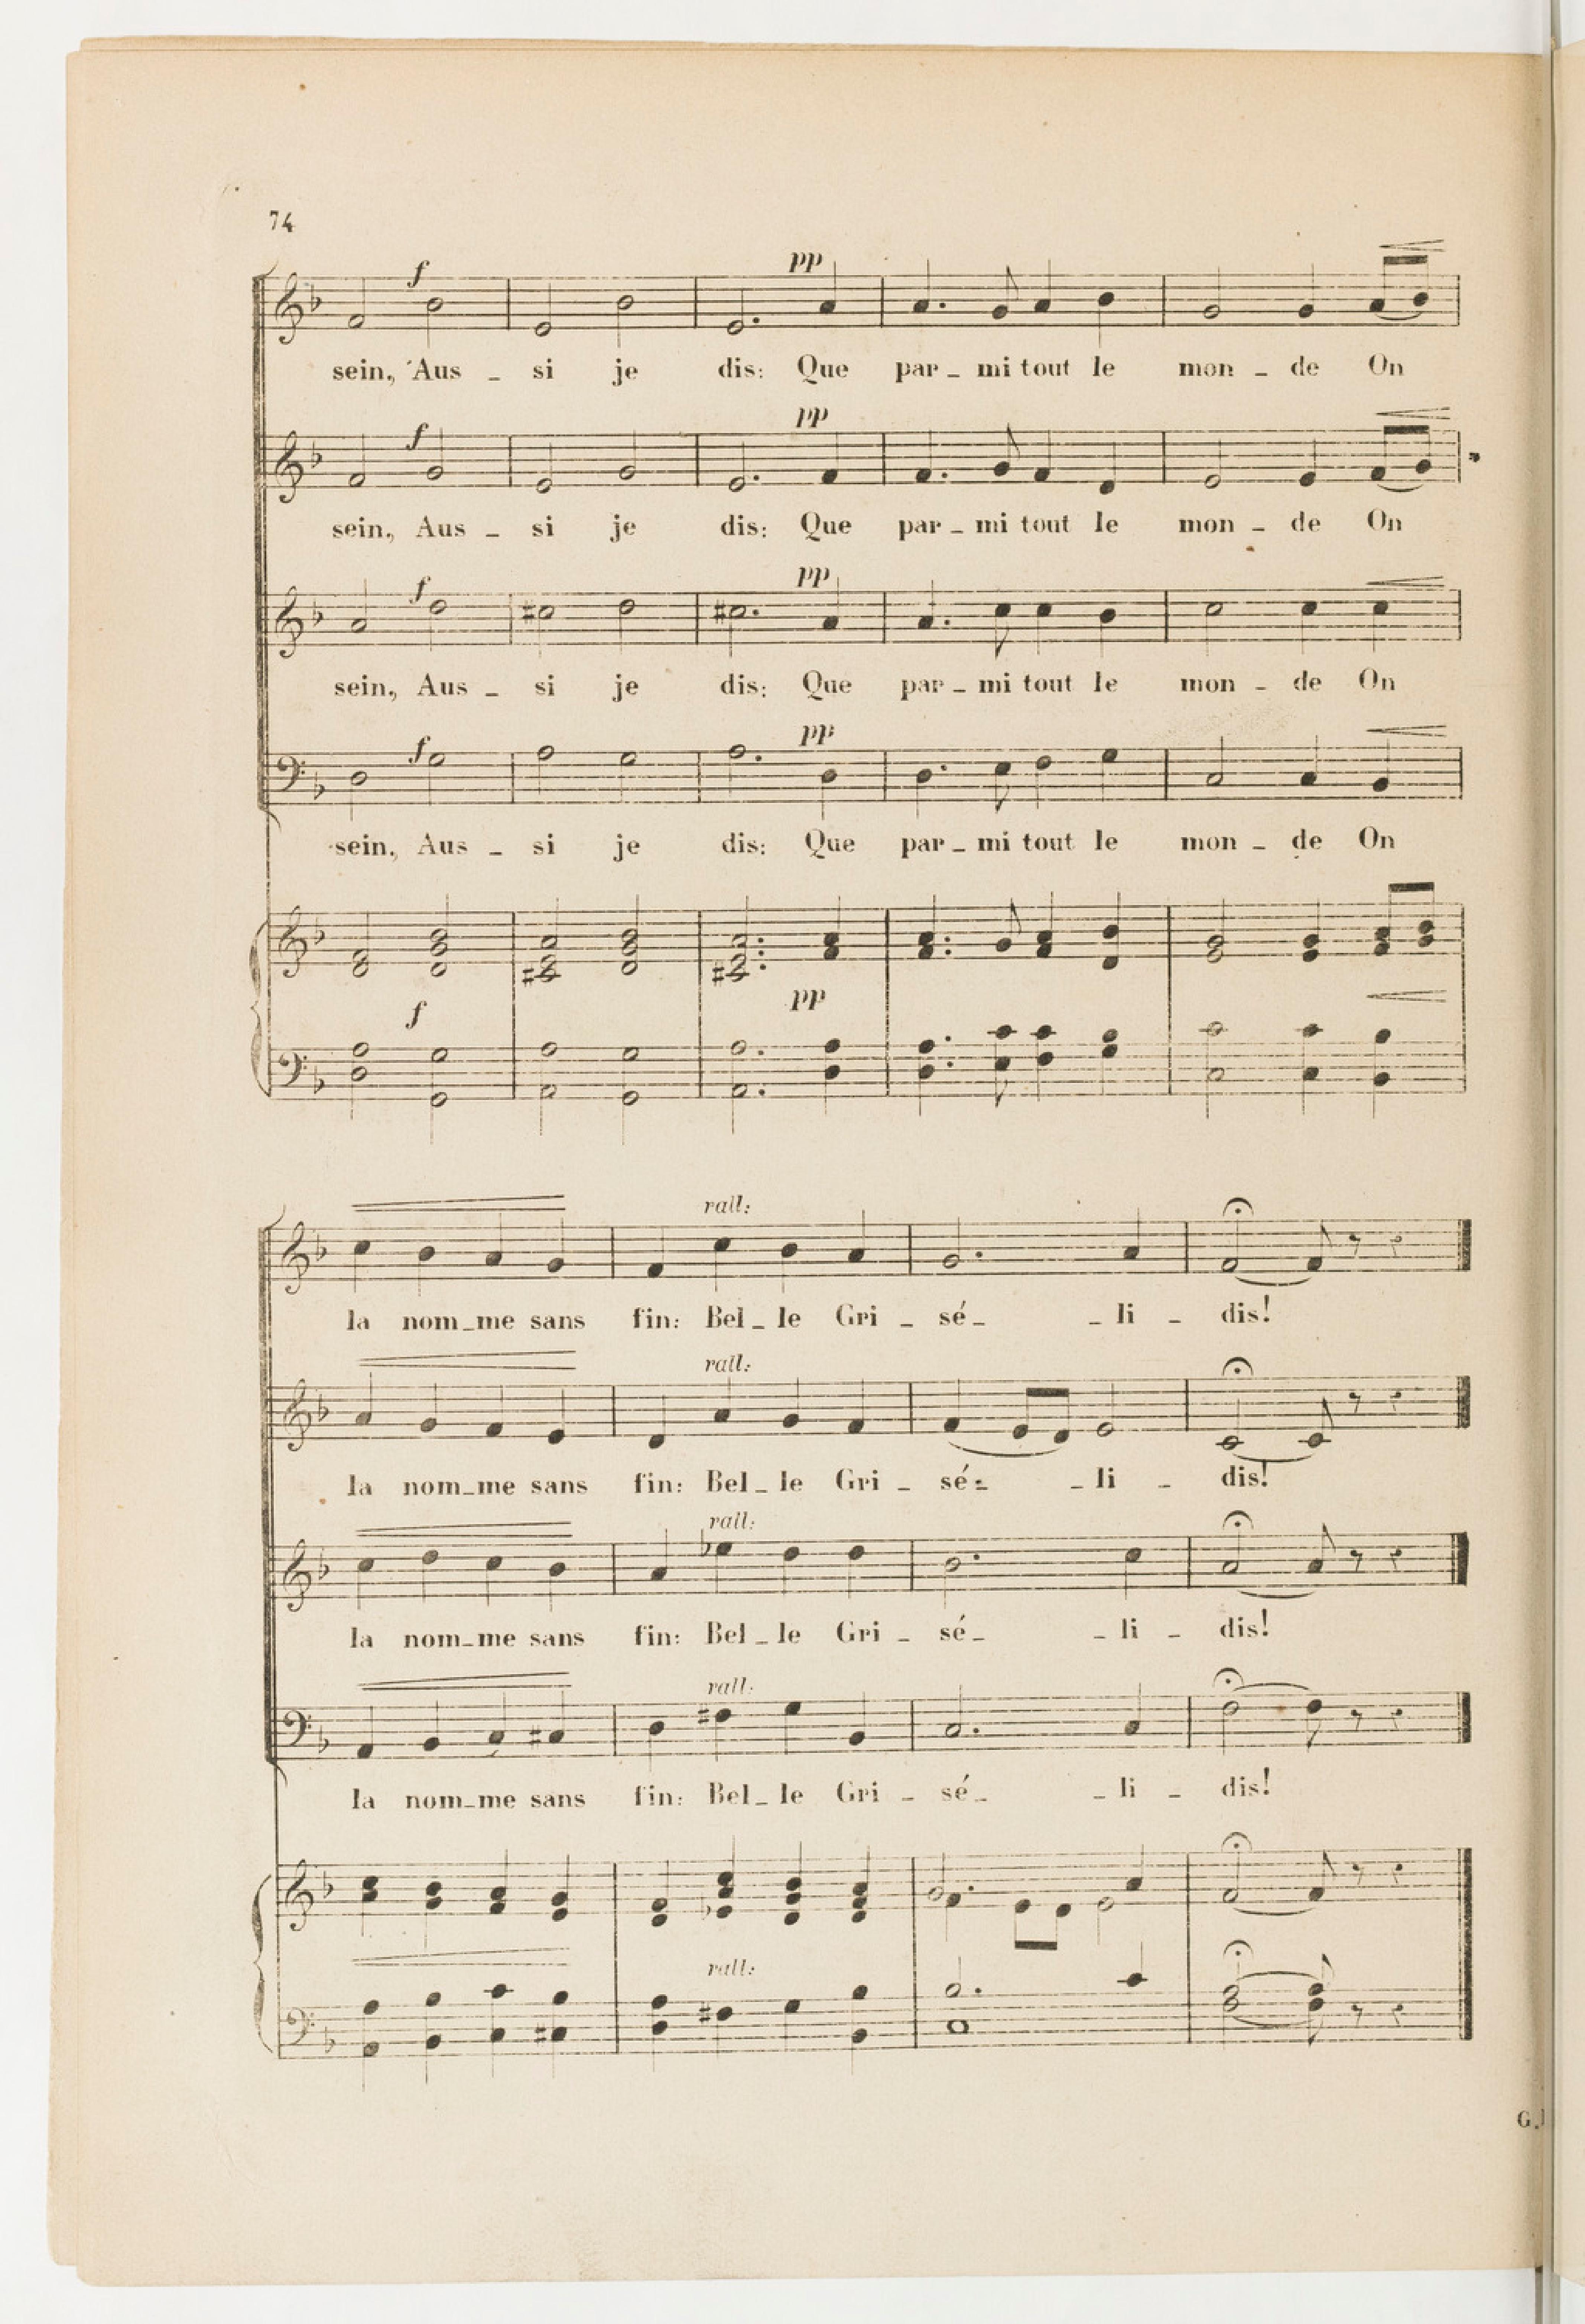 74
f
pp
sein, Aus _ si je dis: Que par _ mi tout le mon _ de On
f
pp
sein, Aus _ si je dis: Que par _ mi tout le mon _ de On
f
pp
sein, Aus _ si je dis: Que par _ mi tout le mon _ de On
f
pp
sein, Aus _ si je dis: Que par _ mi tout le mon _ de On
f
pp
rall:
la nom _ me sans fin: Bel _ le Gri _ sé _ _ li _ dis!
rall:
la nom _ me sans fin: Bel _ le Gri _ sé _ _ li _ dis!
rall:
la nom _ me sans fin: Bel _ le Gri _ sé _ _ li _ dis!
rall:
la nom _ me sans fin: Bel _ le Gri _ sé _ _ li _ dis!
rall:
G.